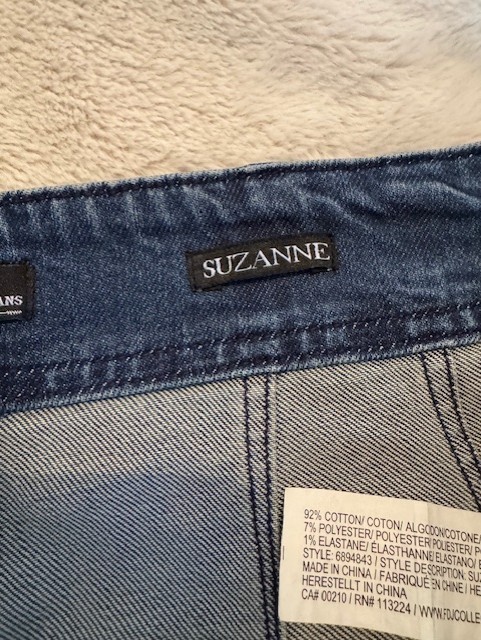 SUZANNE
ANS
92% COTTON/ COTON/ ALGODON/COTONE/
7% POLYESTER/ POLYESTER/ POLIESTER/
1% ELASTANE/ ÉLASTHANNE/ ELASTANO/
STYLE: 6894843 / STYLE DESCRIPTION: SUZ
MADE IN CHINA / FABRIQUÉ EN CHINE / HE
HERESTELLT IN CHINA
CA# 00210 / RN# 113224 / WWW.FDJCOLLE